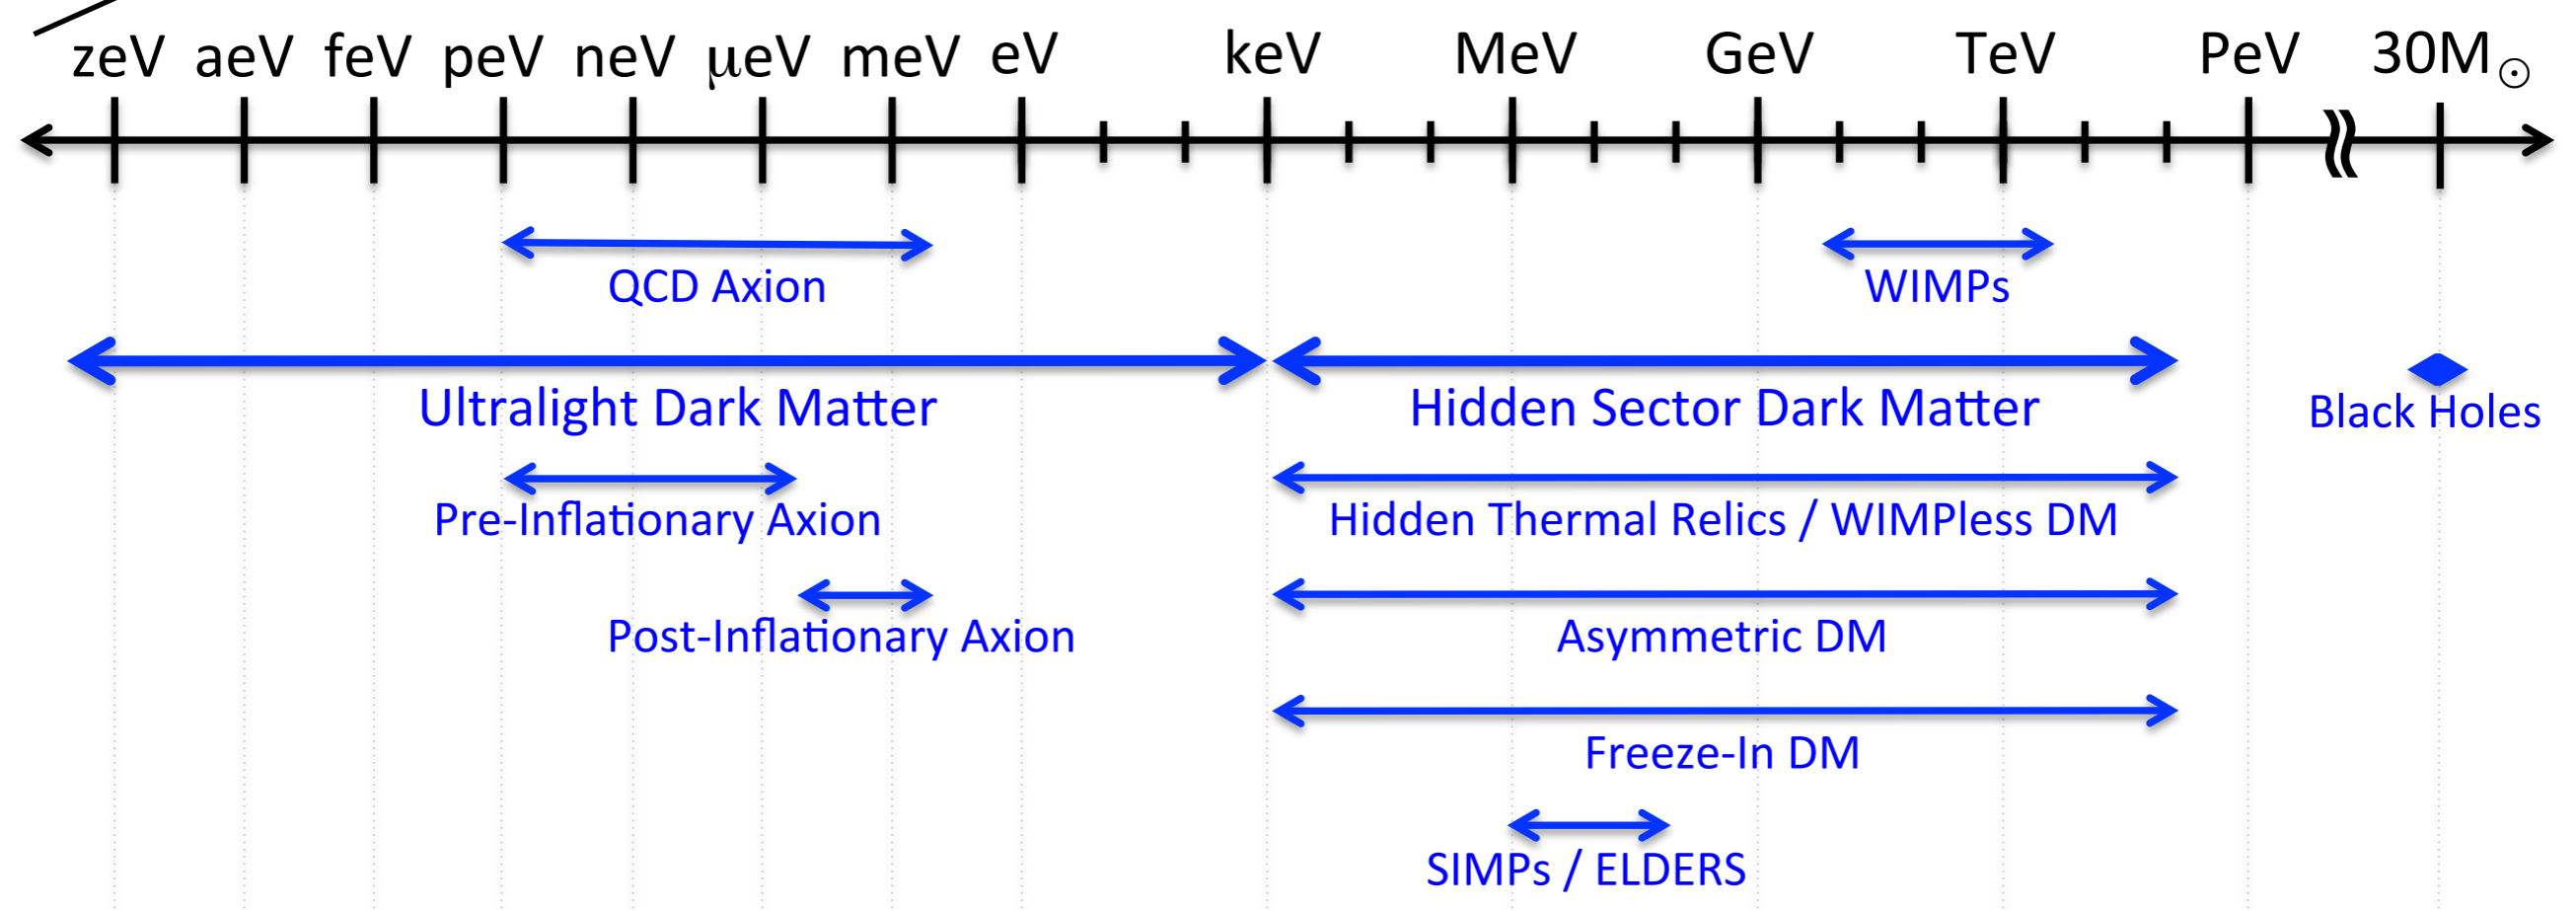 zeV aeV feV peV neV μeV meV eV keV MeV GeV TeV PeV 30M☉
QCD Axion WIMPs
Ultralight Dark Matter Hidden Sector Dark Matter Black Holes
Pre-Inflationary Axion Hidden Thermal Relics / WIMPless DM
Post-Inflationary Axion Asymmetric DM
Freeze-In DM
SIMPs / ELDERS